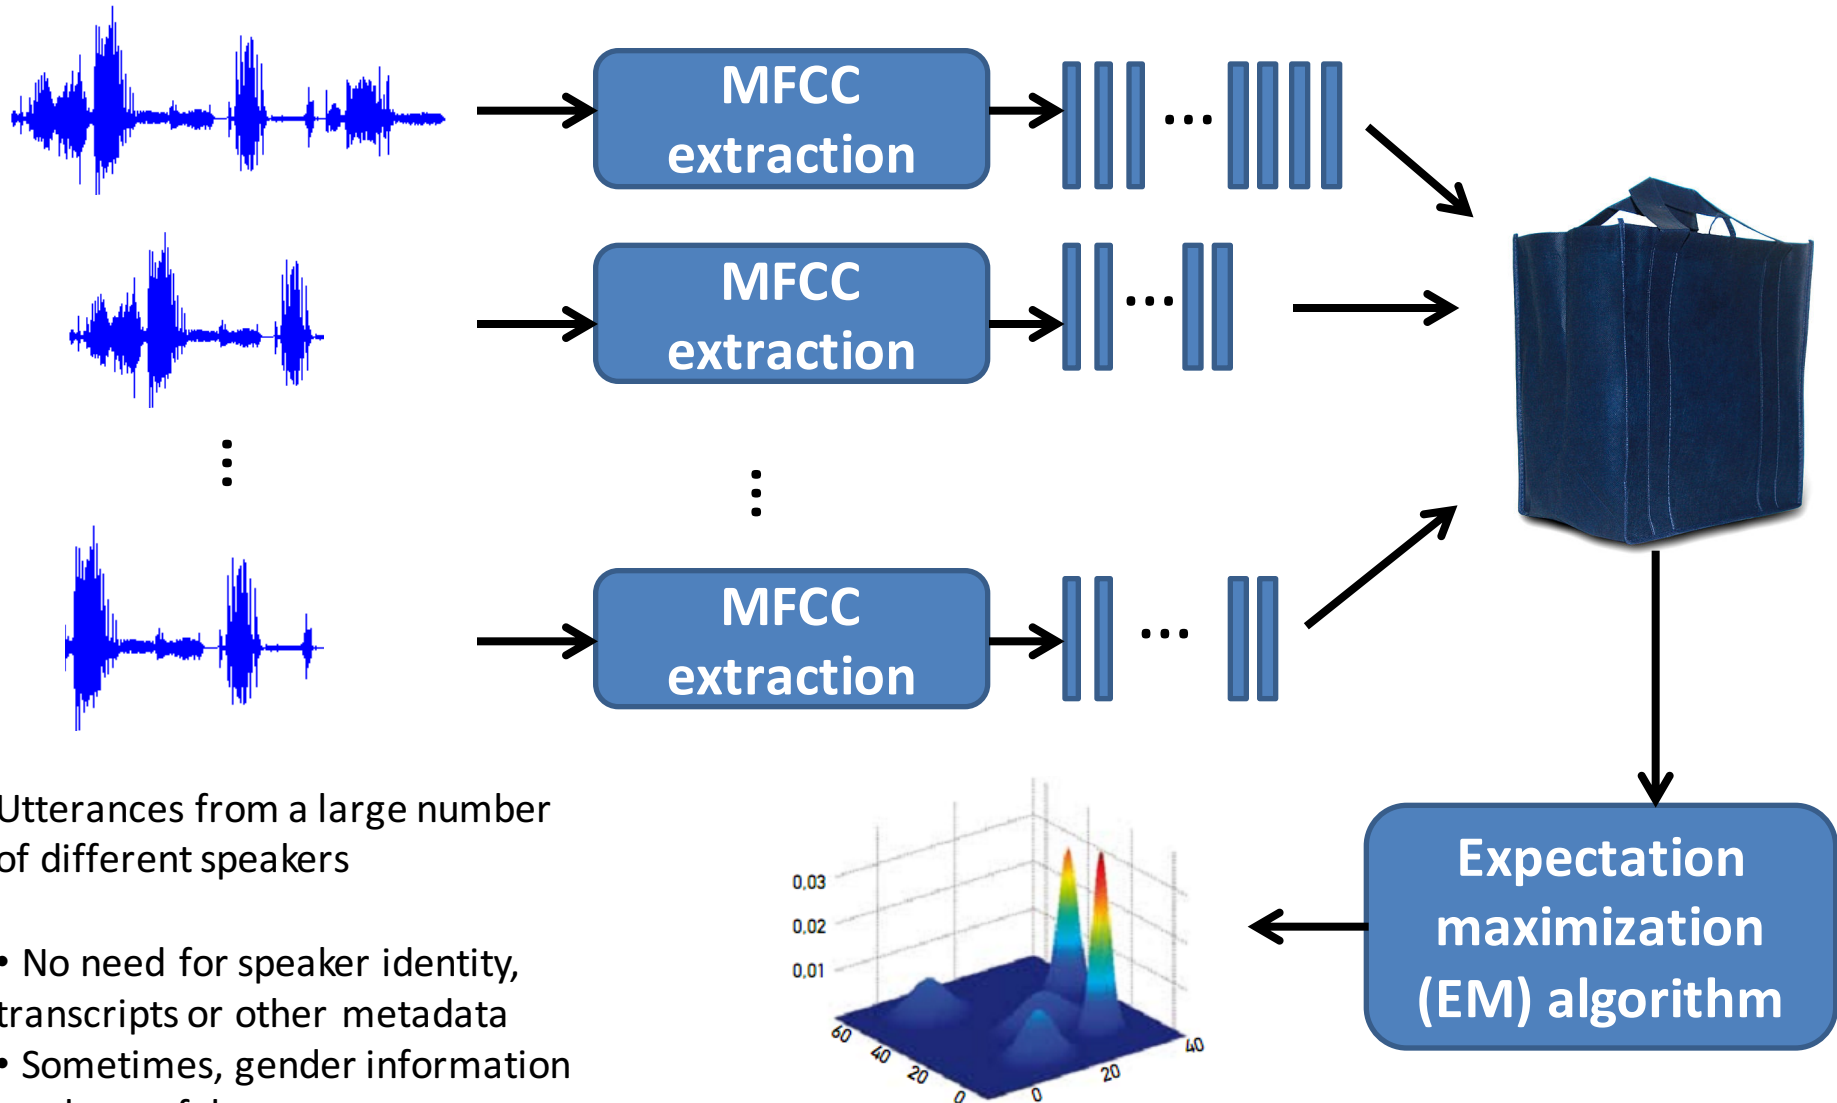 MFCC
extraction
MFCC
extraction
MFCC
extraction
Utterances from a large number
of different speakers
• No need for speaker identity,
transcripts or other metadata
• Sometimes, gender information
Expectation
maximization
(EM) algorithm
0,03
0,02
0,01
60
40
20
0
0
20
40